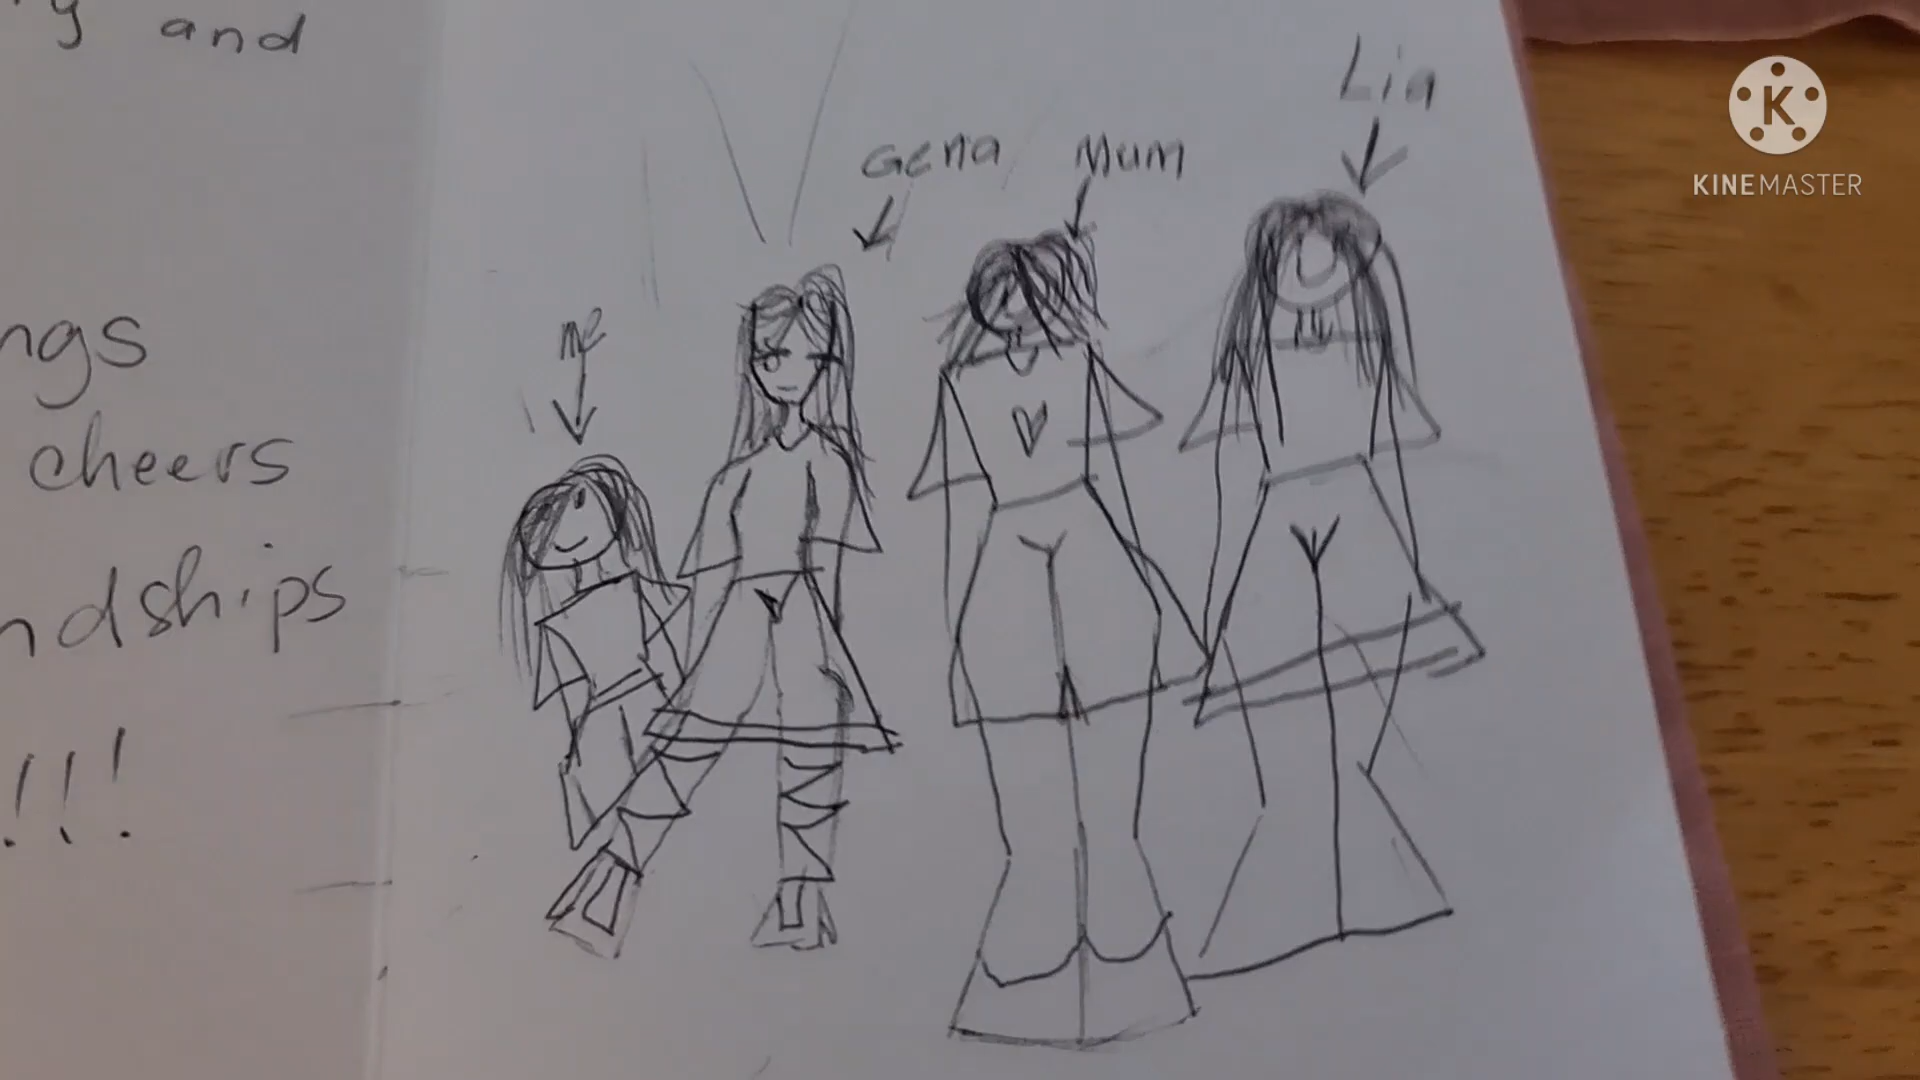 and
ngs
cheers
ndships
!!!
me
Gena
Mum
Lia
KINEMASTER